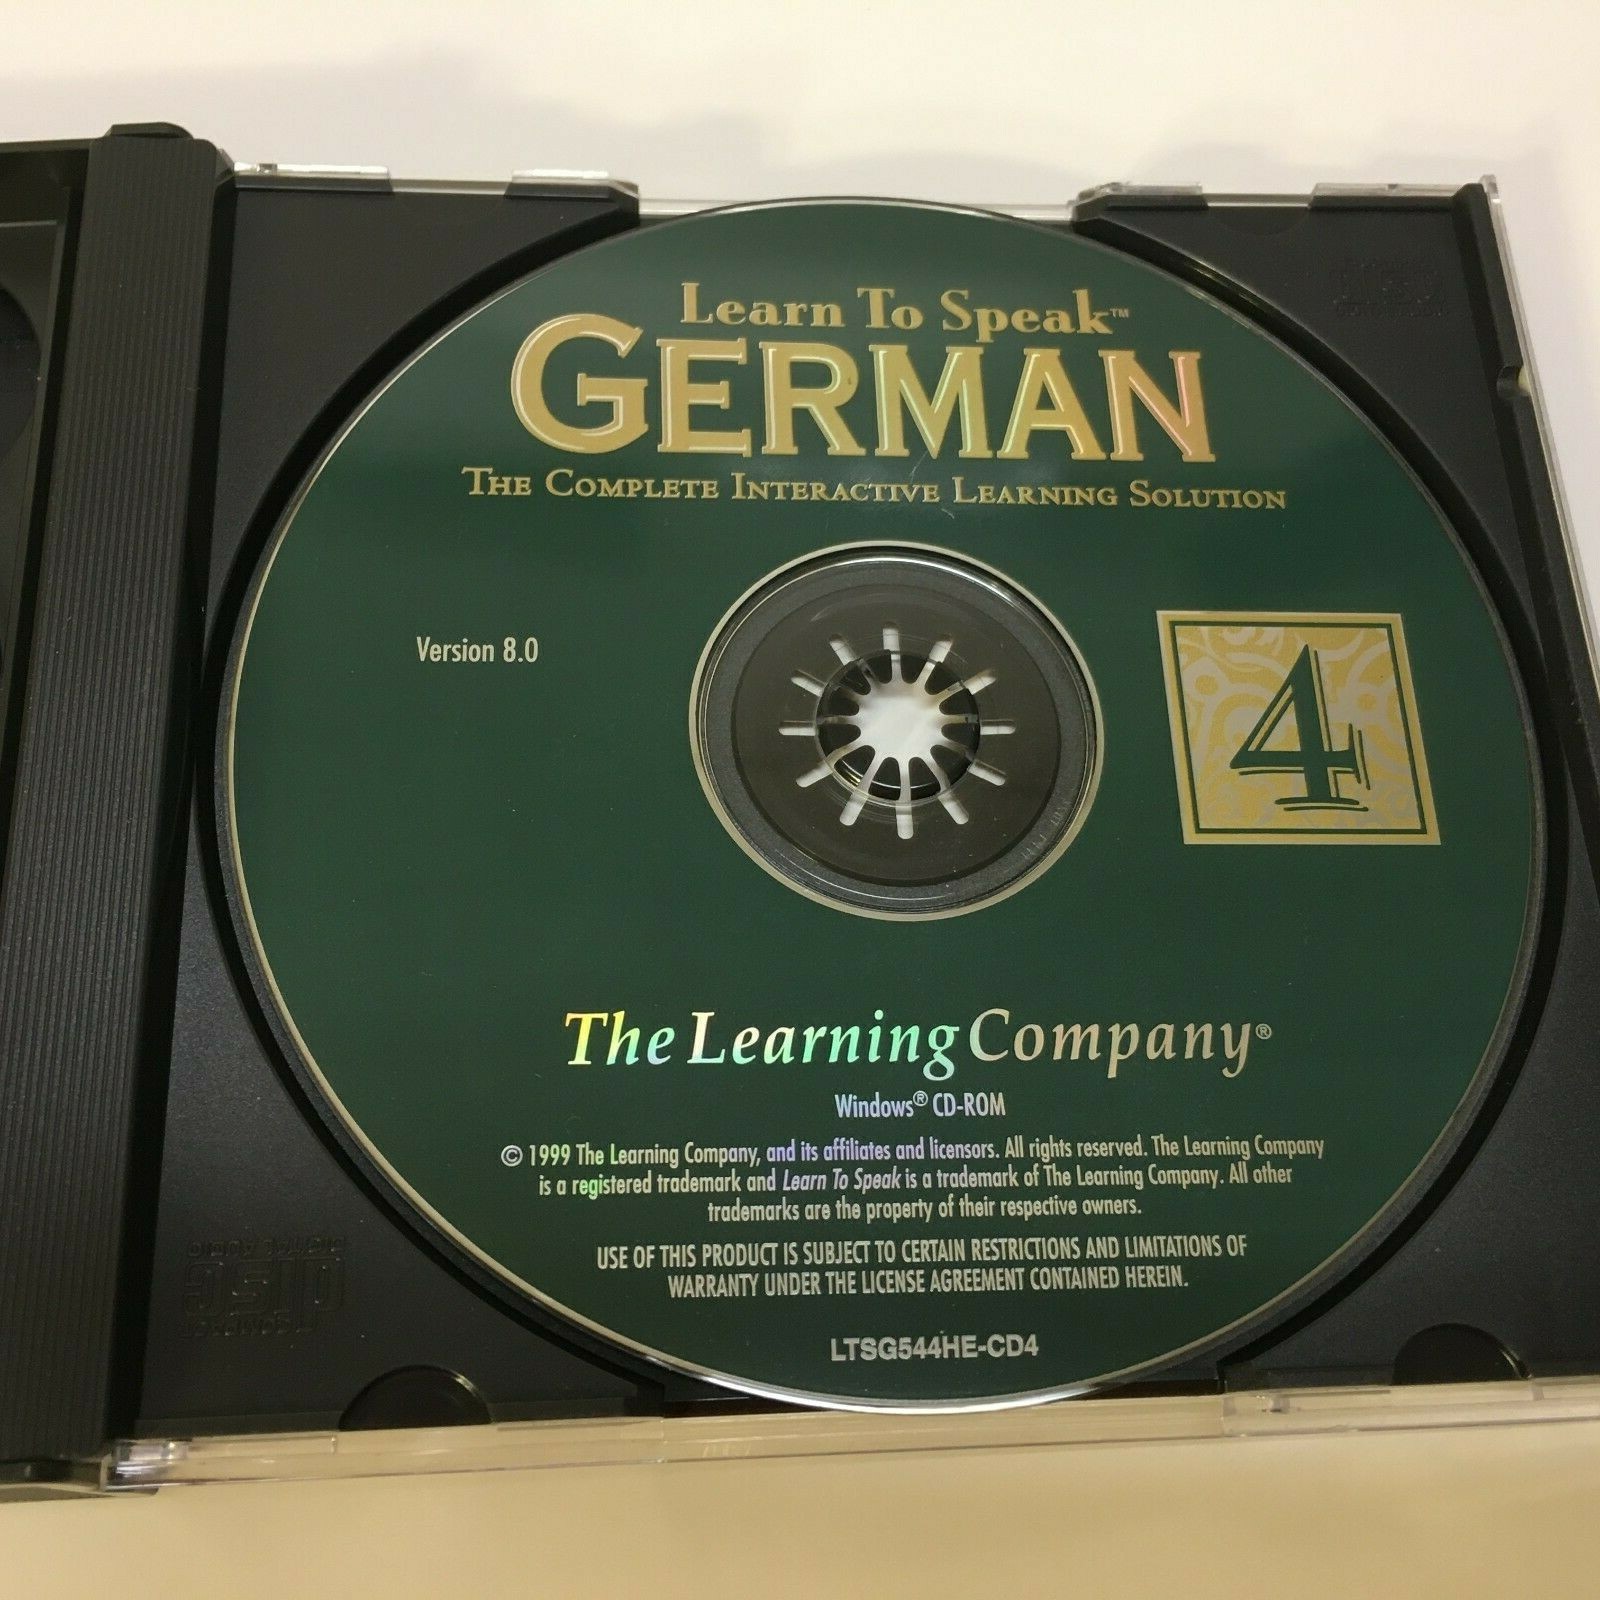 Learn To Speak™
GERMAN
THE COMPLETE INTERACTIVE LEARNING SOLUTION
Version 8.0
4
The Learning Company®
Windows® CD-ROM
© 1999 The Learning Company, and its affiliates and licensors. All rights reserved. The Learning Company
is a registered trademark and Learn To Speak is a trademark of The Learning Company. All other
trademarks are the property of their respective owners.
USE OF THIS PRODUCT IS SUBJECT TO CERTAIN RESTRICTIONS AND LIMITATIONS OF
WARRANTY UNDER THE LICENSE AGREEMENT CONTAINED HEREIN.
LTSG544HE-CD4